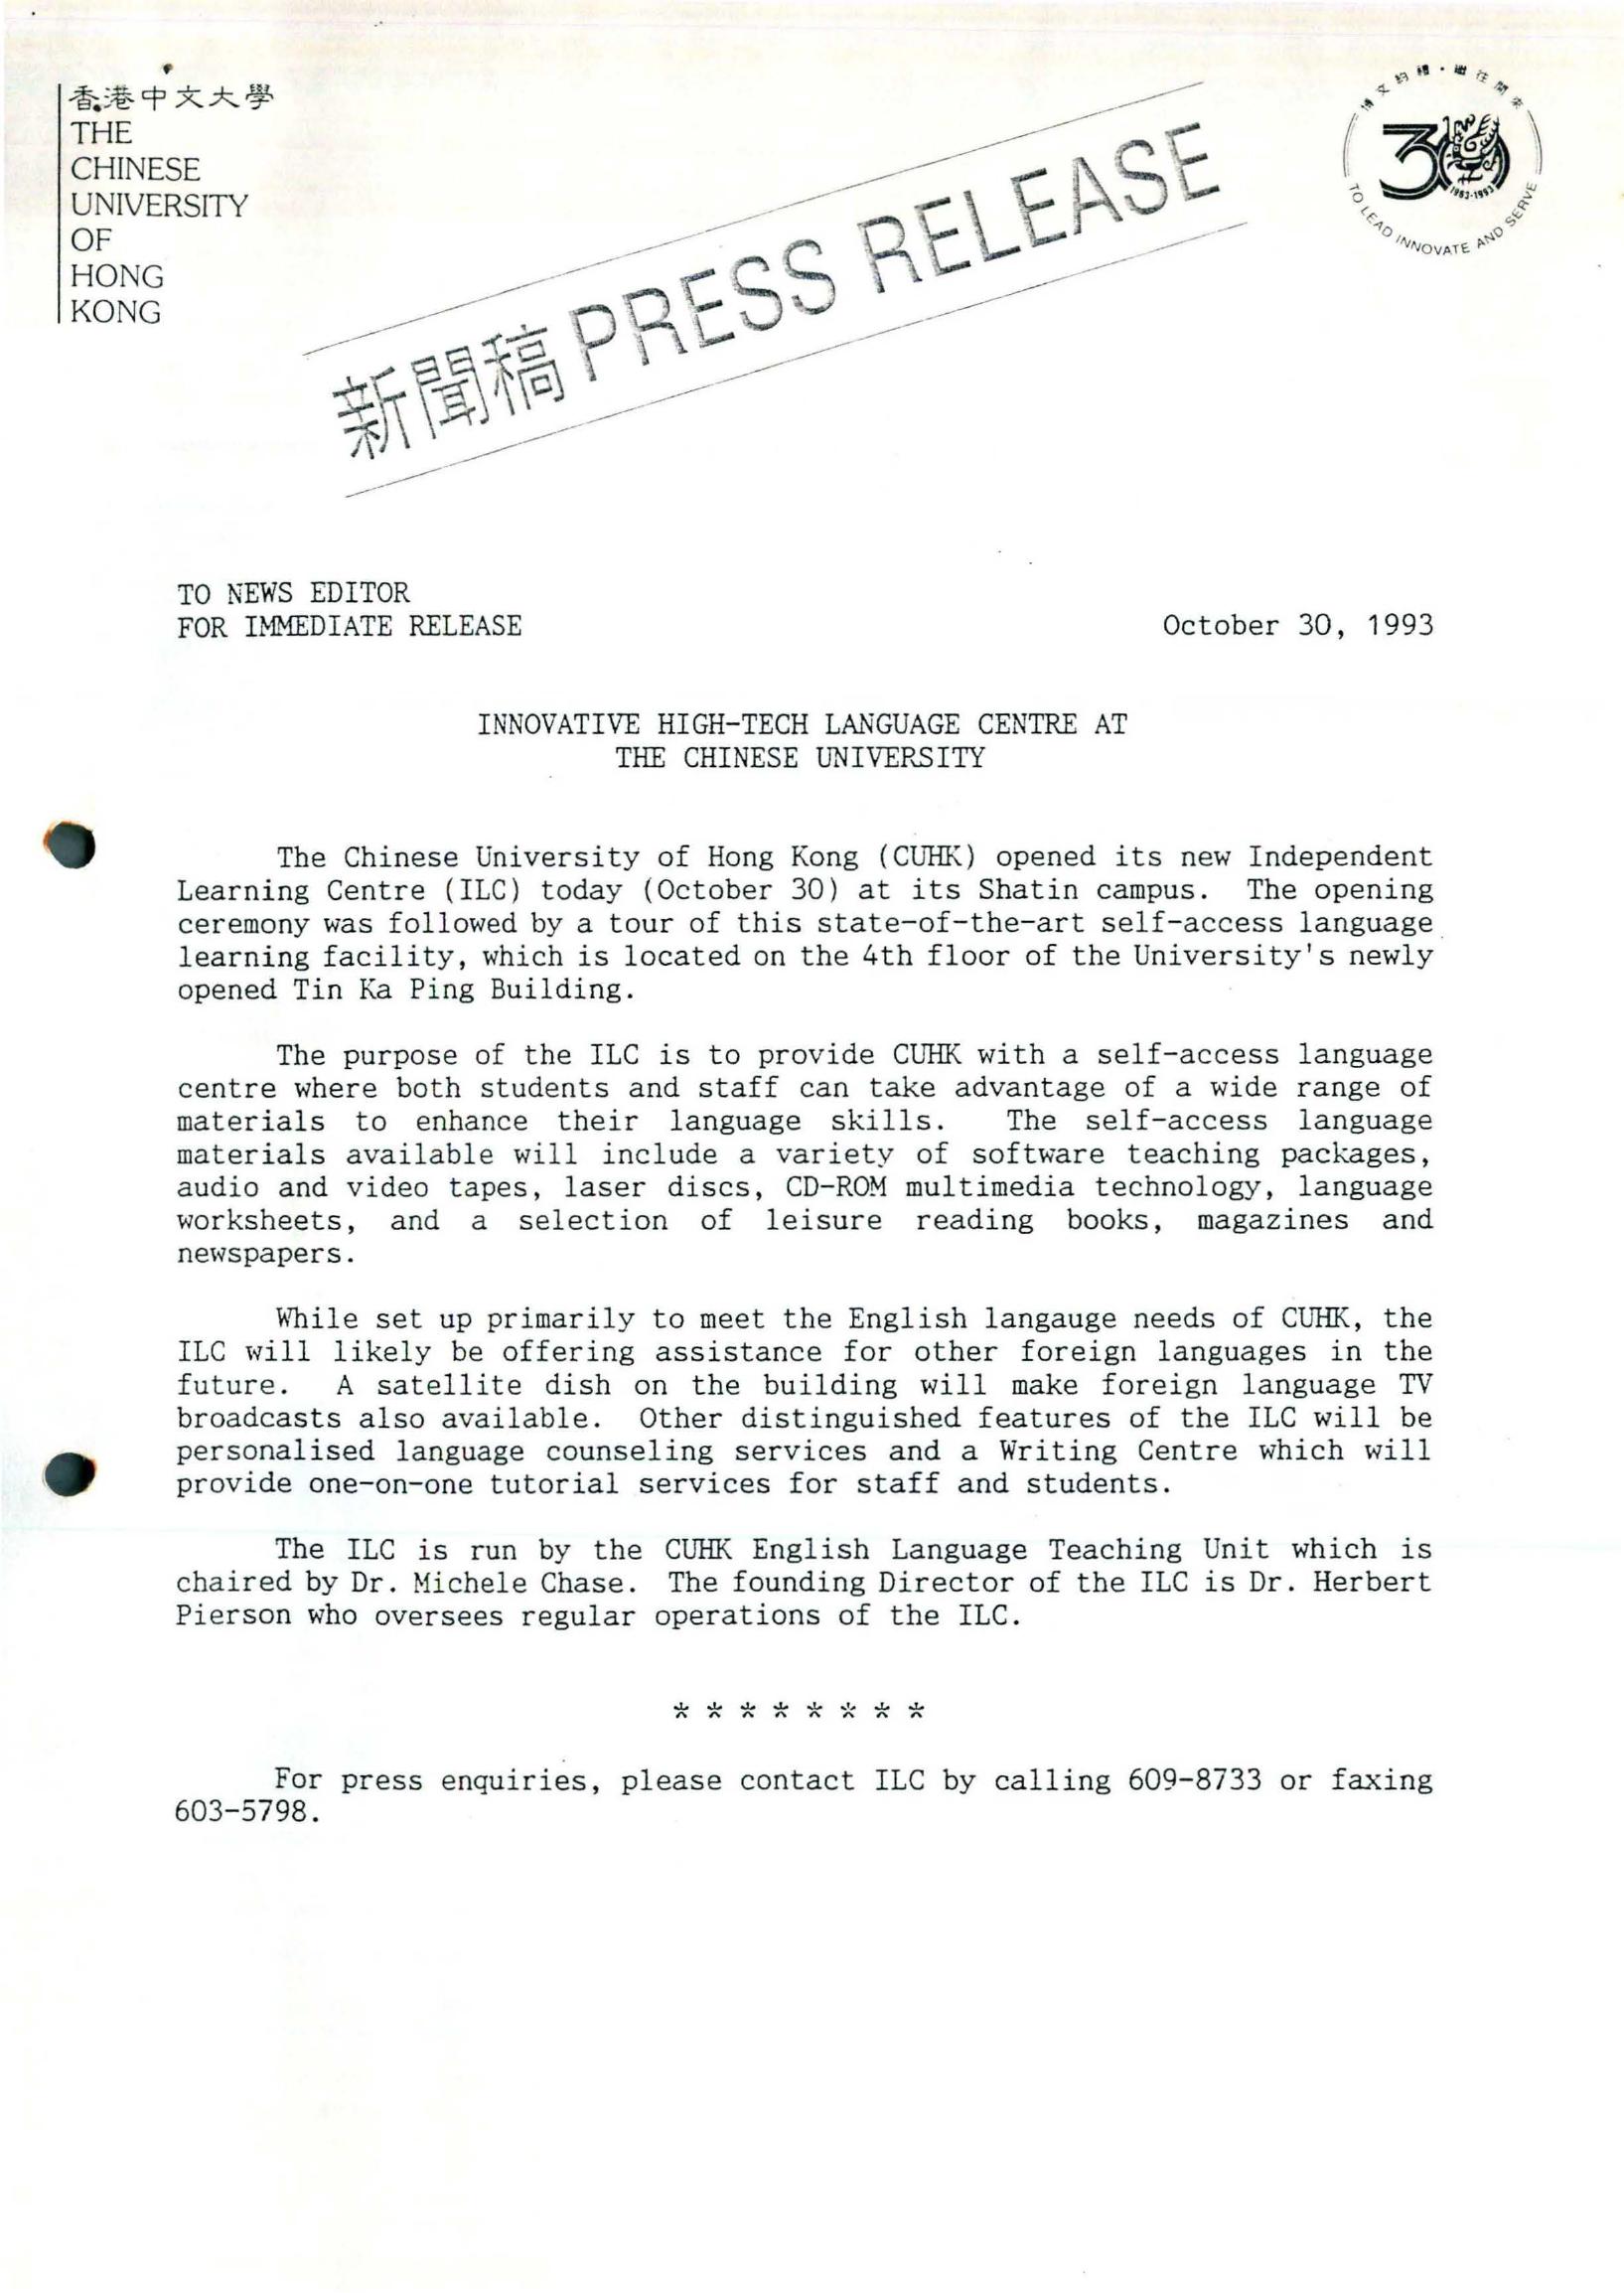 香港中文大學
THE
CHINESE
UNIVERSITY
OF
HONG
KONG
新聞稿 PRESS RELEASE
博文約禮·繼往開來
30
1963-1993
TO LEAD INNOVATE AND SERVE
TO NEWS EDITOR
FOR IMMEDIATE RELEASE
October 30, 1993
INNOVATIVE HIGH-TECH LANGUAGE CENTRE AT
THE CHINESE UNIVERSITY
The Chinese University of Hong Kong (CUHK) opened its new Independent
Learning Centre (ILC) today (October 30) at its Shatin campus. The opening
ceremony was followed by a tour of this state-of-the-art self-access language
learning facility, which is located on the 4th floor of the University's newly
opened Tin Ka Ping Building.
The purpose of the ILC is to provide CUHK with a self-access language
centre where both students and staff can take advantage of a wide range of
materials to enhance their language skills. The self-access language
materials available will include a variety of software teaching packages,
audio and video tapes, laser discs, CD-ROM multimedia technology, language
worksheets, and a selection of leisure reading books, magazines and
newspapers.
While set up primarily to meet the English langauge needs of CUHK, the
ILC will likely be offering assistance for other foreign languages in the
future. A satellite dish on the building will make foreign language TV
broadcasts also available. Other distinguished features of the ILC will be
personalised language counseling services and a Writing Centre which will
provide one-on-one tutorial services for staff and students.
The ILC is run by the CUHK English Language Teaching Unit which is
chaired by Dr. Michele Chase. The founding Director of the ILC is Dr. Herbert
Pierson who oversees regular operations of the ILC.
* * * * * * * *
For press enquiries, please contact ILC by calling 609-8733 or faxing
603-5798.